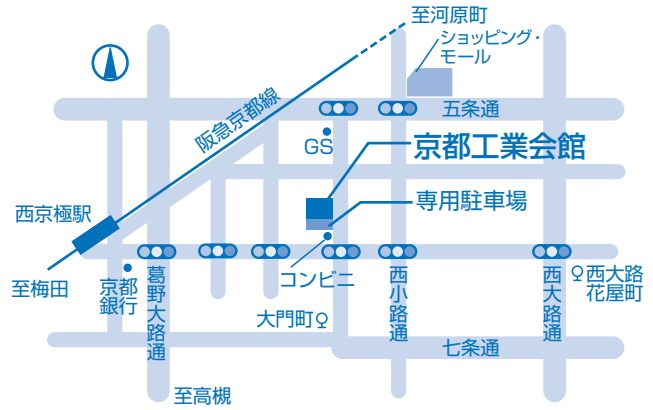 至河原町
ショッピング・
モール
阪急京都線
五条通
GS
京都工業会館
専用駐車場
西京極駅
至梅田
京都
銀行
葛野大路通
コンビニ
西小路通
西大路通
西大路
花屋町
大門町
七条通
至高槻